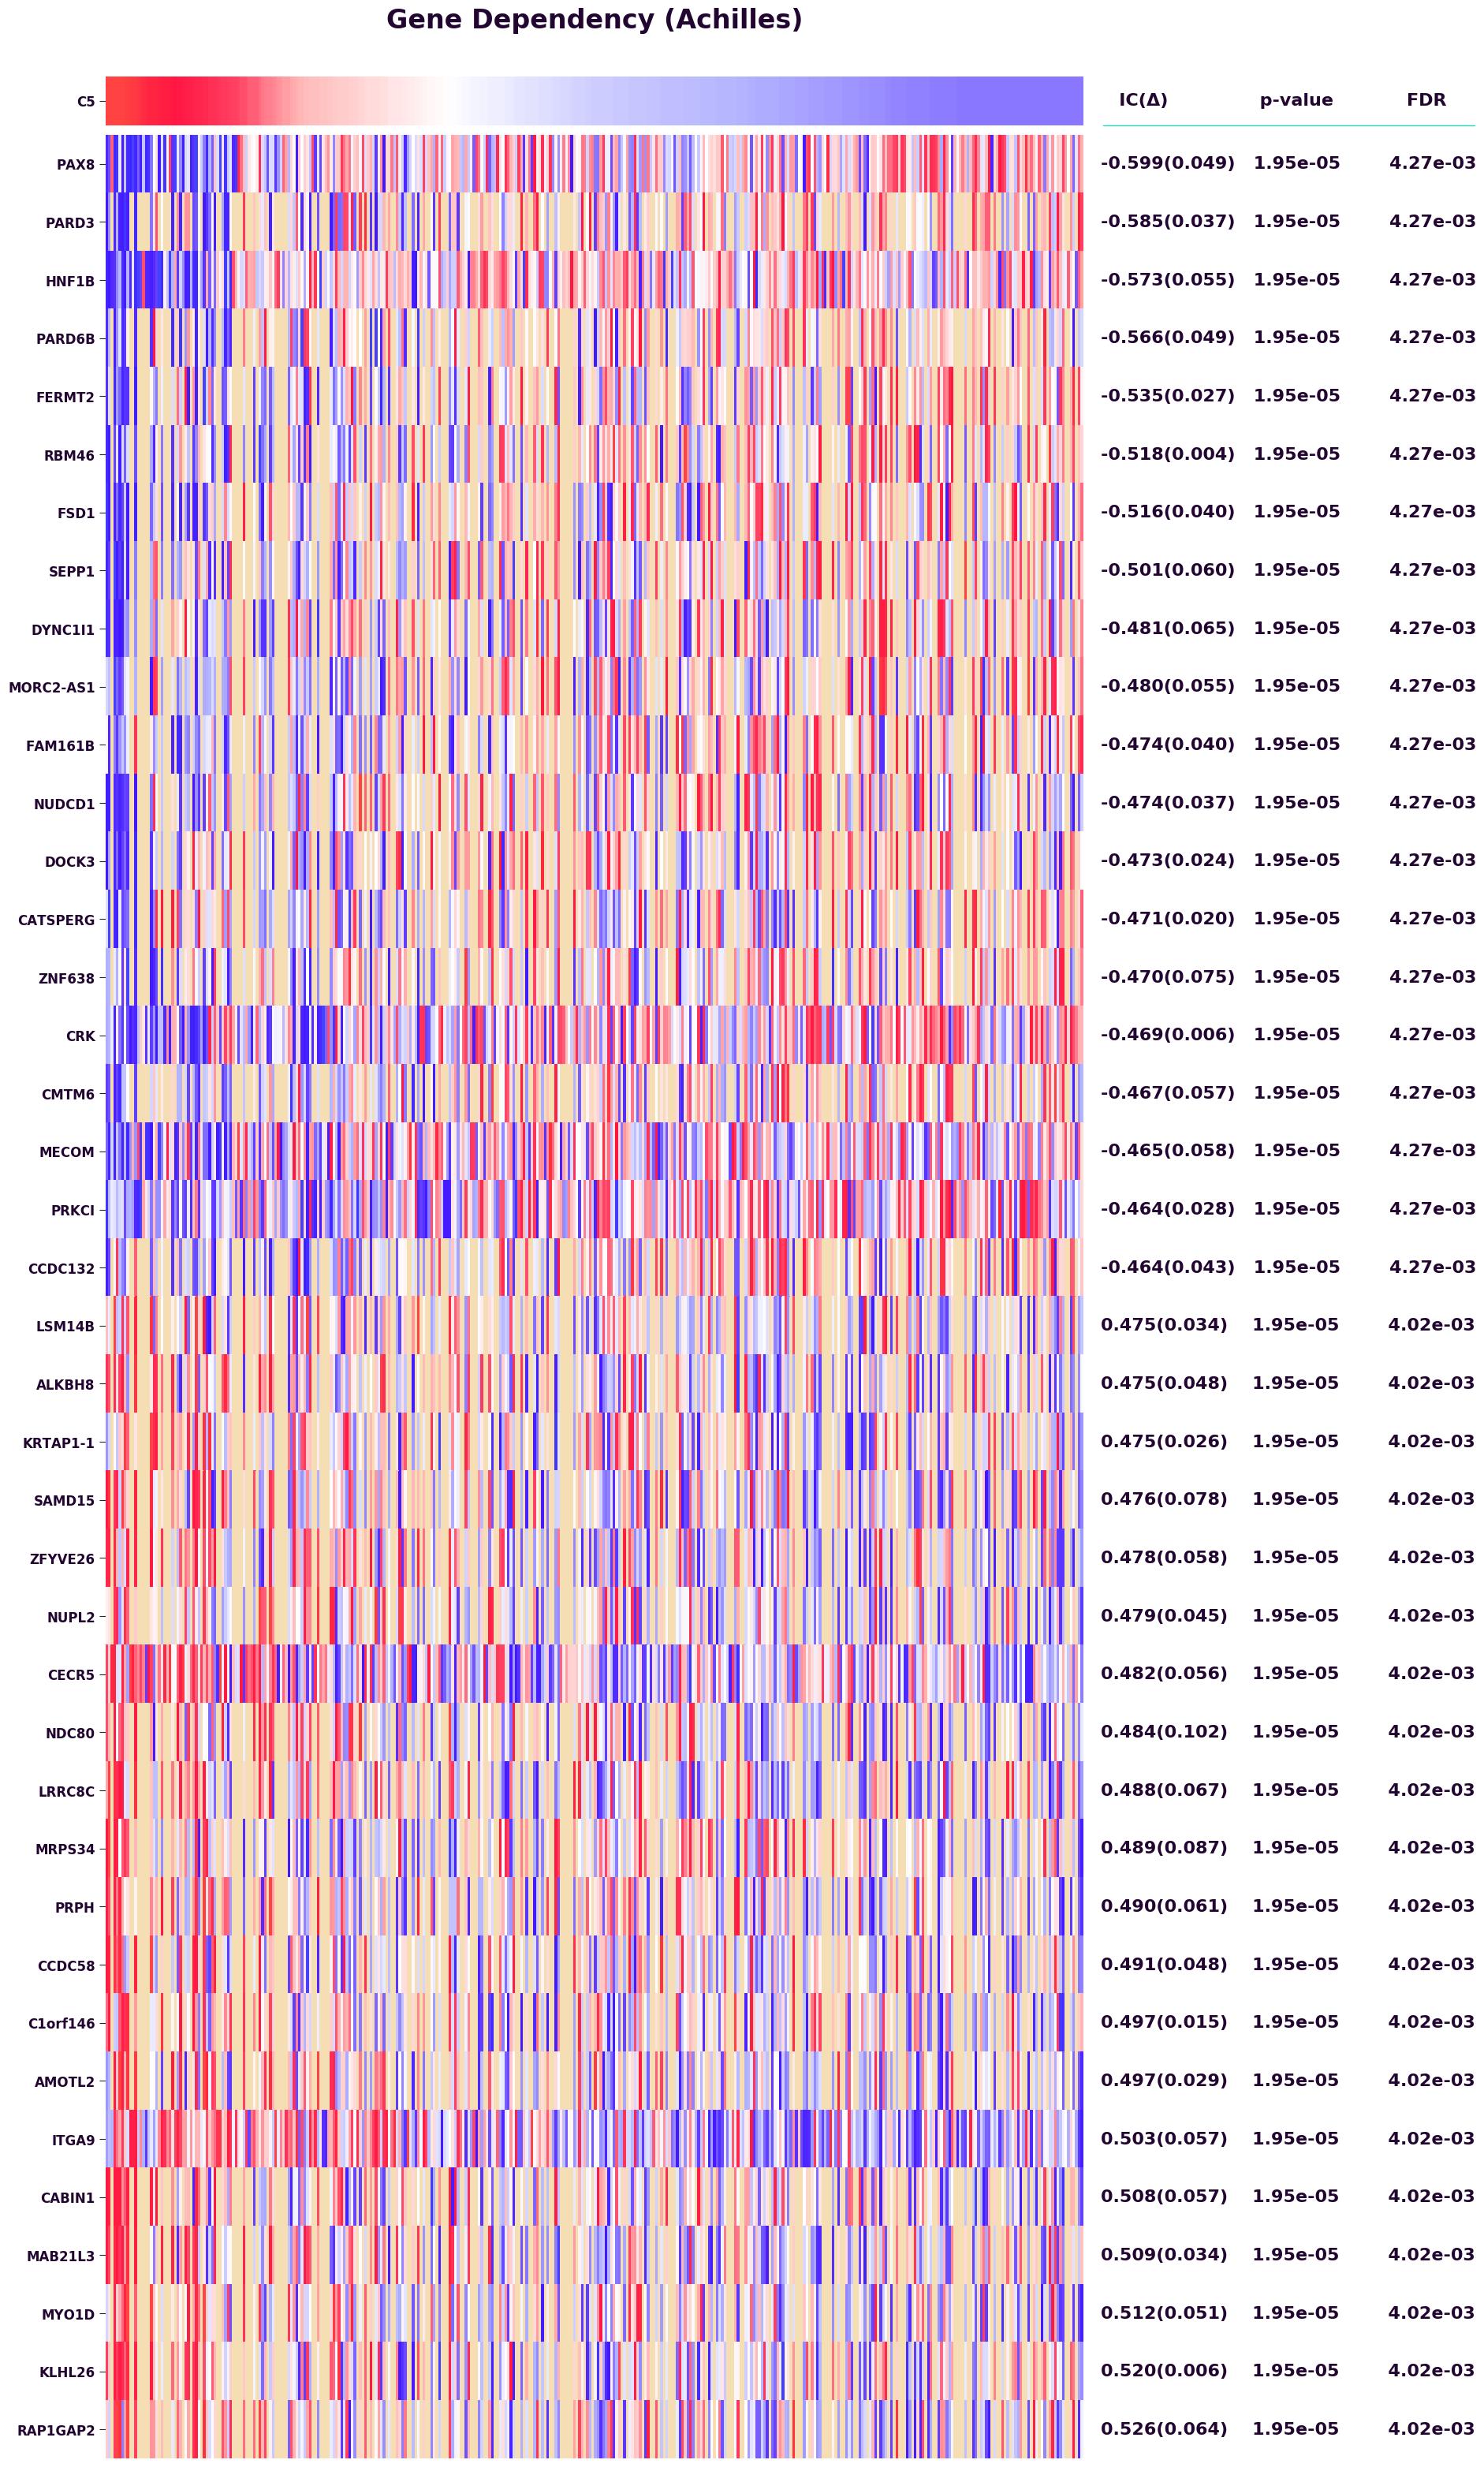 Gene Dependency (Achilles)
C5 IC(Δ) p-value FDR
PAX8 -0.599(0.049) 1.95e-05 4.27e-03
PARD3 -0.585(0.037) 1.95e-05 4.27e-03
HNF1B -0.573(0.055) 1.95e-05 4.27e-03
PARD6B -0.566(0.049) 1.95e-05 4.27e-03
FERMT2 -0.535(0.027) 1.95e-05 4.27e-03
RBM46 -0.518(0.004) 1.95e-05 4.27e-03
FSD1 -0.516(0.040) 1.95e-05 4.27e-03
SEPP1 -0.501(0.060) 1.95e-05 4.27e-03
DYNC1I1 -0.481(0.065) 1.95e-05 4.27e-03
MORC2-AS1 -0.480(0.055) 1.95e-05 4.27e-03
FAM161B -0.474(0.040) 1.95e-05 4.27e-03
NUDCD1 -0.474(0.037) 1.95e-05 4.27e-03
DOCK3 -0.473(0.024) 1.95e-05 4.27e-03
CATSPERG -0.471(0.020) 1.95e-05 4.27e-03
ZNF638 -0.470(0.075) 1.95e-05 4.27e-03
CRK -0.469(0.006) 1.95e-05 4.27e-03
CMTM6 -0.467(0.057) 1.95e-05 4.27e-03
MECOM -0.465(0.058) 1.95e-05 4.27e-03
PRKCI -0.464(0.028) 1.95e-05 4.27e-03
CCDC132 -0.464(0.043) 1.95e-05 4.27e-03
LSM14B 0.475(0.034) 1.95e-05 4.02e-03
ALKBH8 0.475(0.048) 1.95e-05 4.02e-03
KRTAP1-1 0.475(0.026) 1.95e-05 4.02e-03
SAMD15 0.476(0.078) 1.95e-05 4.02e-03
ZFYVE26 0.478(0.058) 1.95e-05 4.02e-03
NUPL2 0.479(0.045) 1.95e-05 4.02e-03
CECR5 0.482(0.056) 1.95e-05 4.02e-03
NDC80 0.484(0.102) 1.95e-05 4.02e-03
LRRC8C 0.488(0.067) 1.95e-05 4.02e-03
MRPS34 0.489(0.087) 1.95e-05 4.02e-03
PRPH 0.490(0.061) 1.95e-05 4.02e-03
CCDC58 0.491(0.048) 1.95e-05 4.02e-03
C1orf146 0.497(0.015) 1.95e-05 4.02e-03
AMOTL2 0.497(0.029) 1.95e-05 4.02e-03
ITGA9 0.503(0.057) 1.95e-05 4.02e-03
CABIN1 0.508(0.057) 1.95e-05 4.02e-03
MAB21L3 0.509(0.034) 1.95e-05 4.02e-03
MYO1D 0.512(0.051) 1.95e-05 4.02e-03
KLHL26 0.520(0.006) 1.95e-05 4.02e-03
RAP1GAP2 0.526(0.064) 1.95e-05 4.02e-03